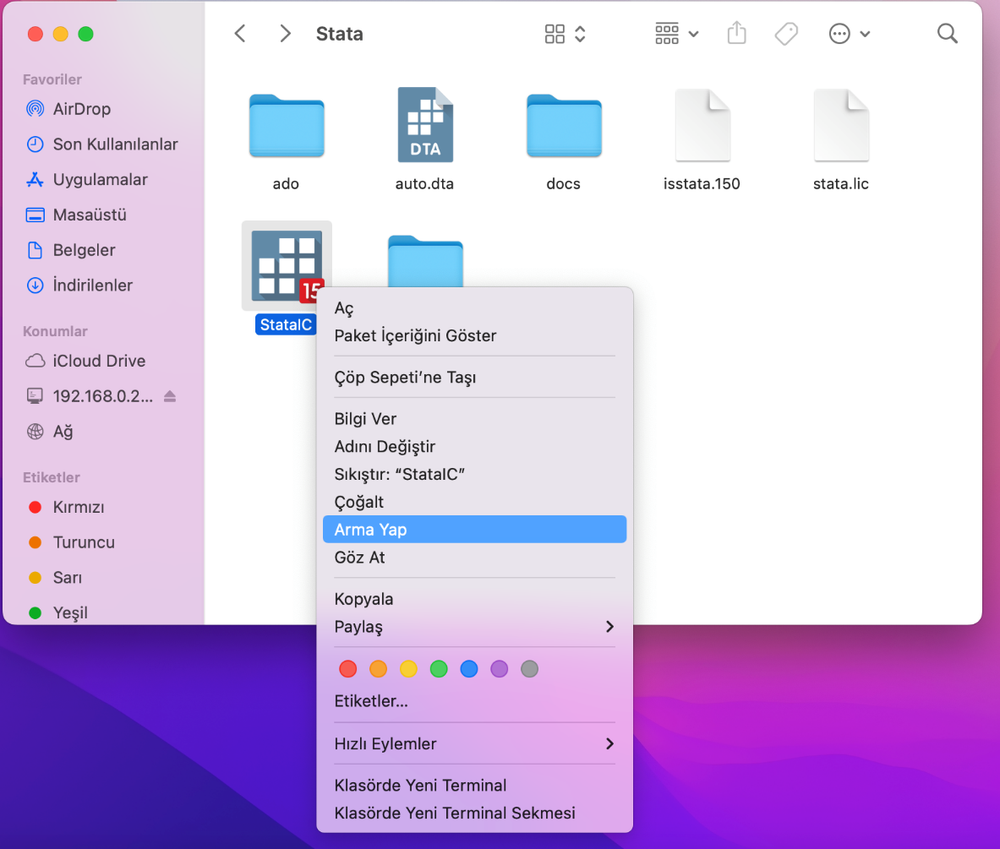 Stata
Favoriler
AirDrop
Son Kullanılanlar
Uygulamalar
Masaüstü
Belgeler
İndirilenler
Konumlar
iCloud Drive
192.168.0.2...
Ağ
Etiketler
Kırmızı
Turuncu
Sarı
Yeşil
DTA
ado
auto.dta
docs
isstata.150
stata.lic
15
StataIC
Aç
Paket İçeriğini Göster
Çöp Sepeti’ne Taşı
Bilgi Ver
Adını Değiştir
Sıkıştır: “StataIC”
Çoğalt
Arma Yap
Göz At
Kopyala
Paylaş
Etiketler...
Hızlı Eylemler
Klasörde Yeni Terminal
Klasörde Yeni Terminal Sekmesi